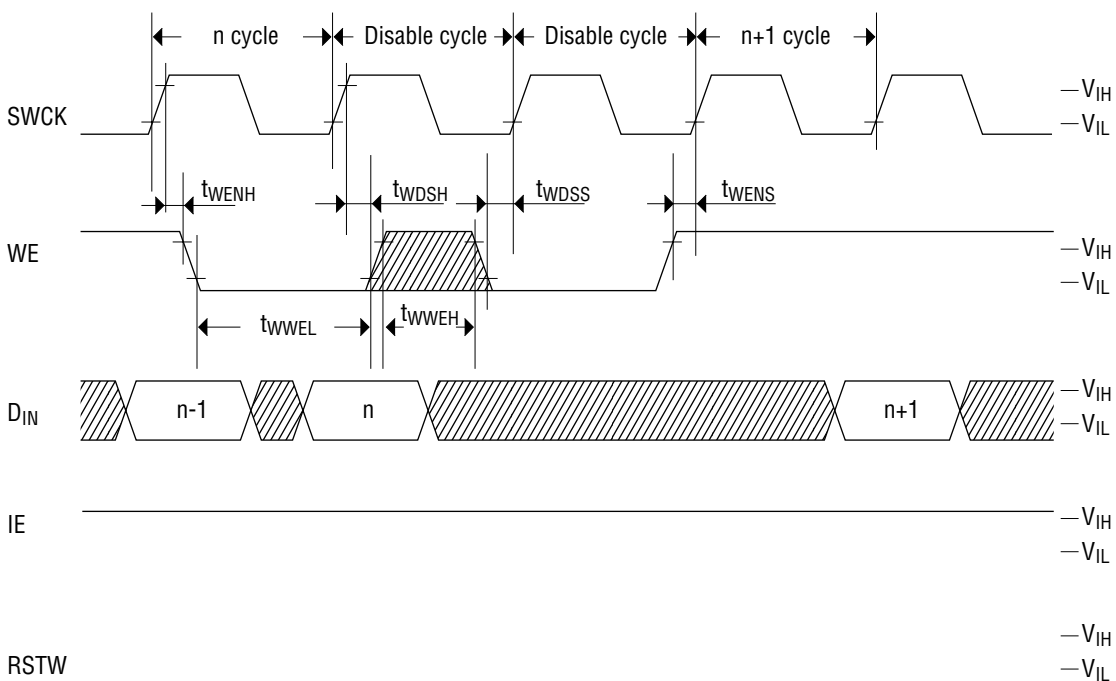 n cycle Disable cycle Disable cycle n+1 cycle
SWCK
VIH
VIL
tWENH tWDSH tWDSS tWENS
WE
VIH
VIL
tWWEL tWWEH
DIN n-1 n n+1
VIH
VIL
IE
VIH
VIL
VIH
RSTW
VIL